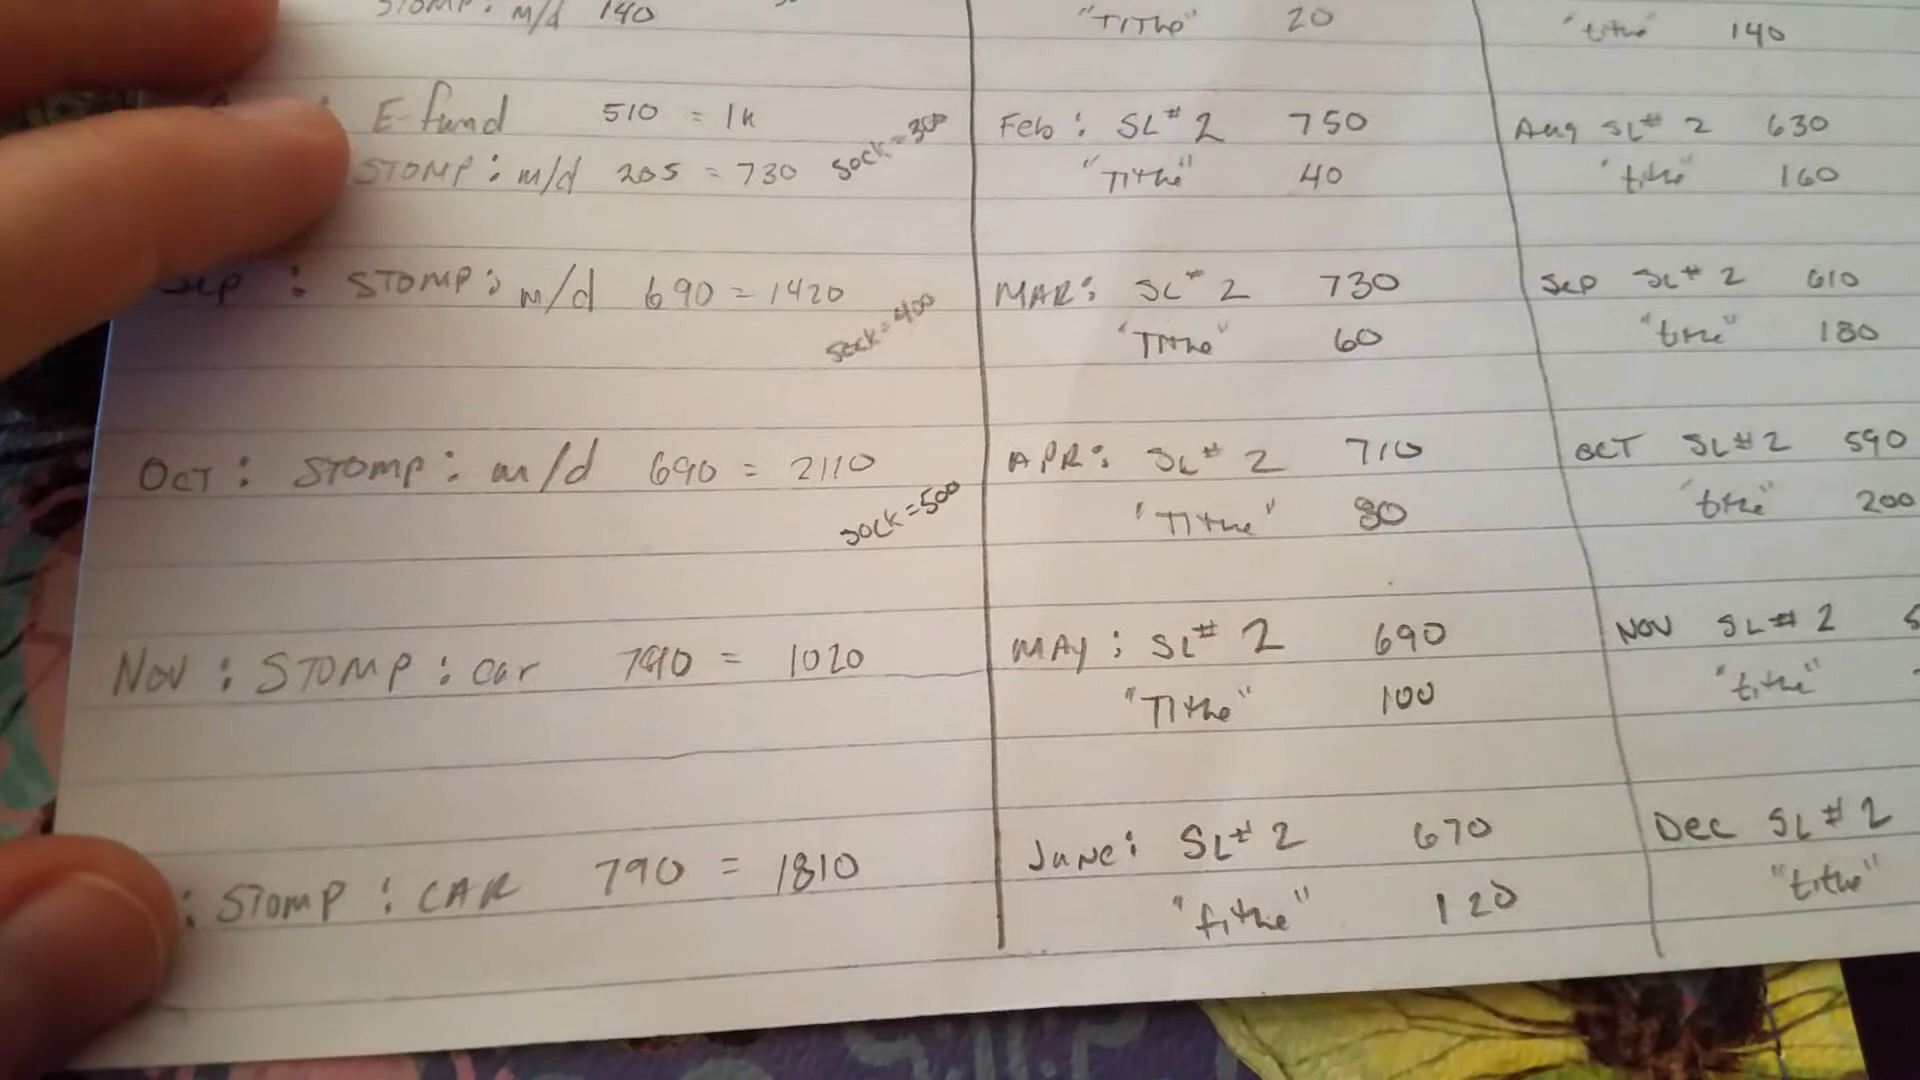 STOMP: m/d 140
E-fund 510 = 1k
STOMP: m/d 205 = 730 sock=300
Sep : STOMP: m/d 690 = 1420
sock=400
OCT : STOMP: m/d 690 = 2110
sock=500
NOV : STOMP : car 790 = 1020
: STOMP : CAR 790 = 1810
"TITHe" 20
Feb : SL# 2 750
"TITHe" 40
MAR: SL# 2 730
"TITHe" 60
APR: SL# 2 710
"TITHe" 80
MAY : SL# 2 690
"TITHe" 100
June: SL# 2 670
"tithe" 120
"tithe" 140
Aug SL# 2 630
"tithe" 160
Sep SL# 2 610
"tithe" 180
OCT SL# 2 590
"tithe" 200
NOV SL# 2
"tithe"
Dec SL# 2
"tithe"